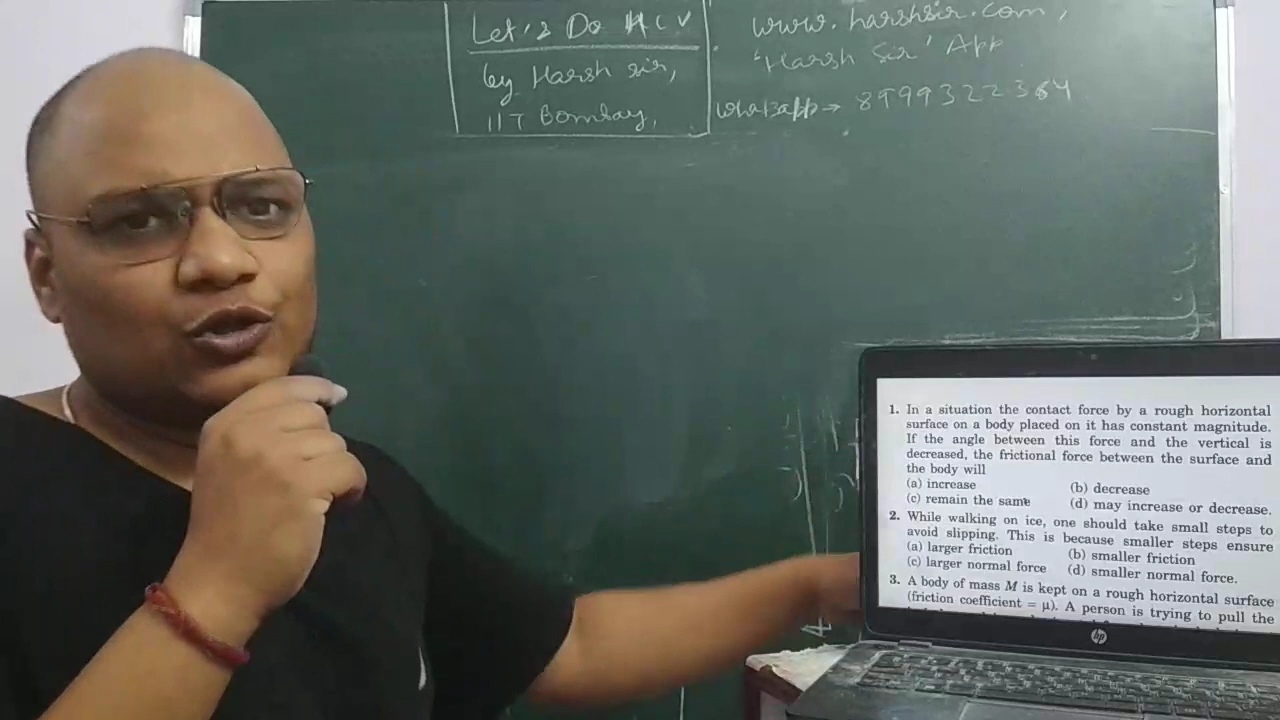 Let's Do HCV
by Harsh sir,
IIT Bombay,
www.harshsir.com,
'Harsh Sir' App
whatsapp → 8999322364
1. In a situation the contact force by a rough horizontal
surface on a body placed on it has constant magnitude.
If the angle between this force and the vertical is
decreased, the frictional force between the surface and
the body will
(a) increase (b) decrease
(c) remain the same (d) may increase or decrease.
2. While walking on ice, one should take small steps to
avoid slipping. This is because smaller steps ensure
(a) larger friction (b) smaller friction
(c) larger normal force (d) smaller normal force.
3. A body of mass M is kept on a rough horizontal surface
(friction coefficient = μ). A person is trying to pull the
hp